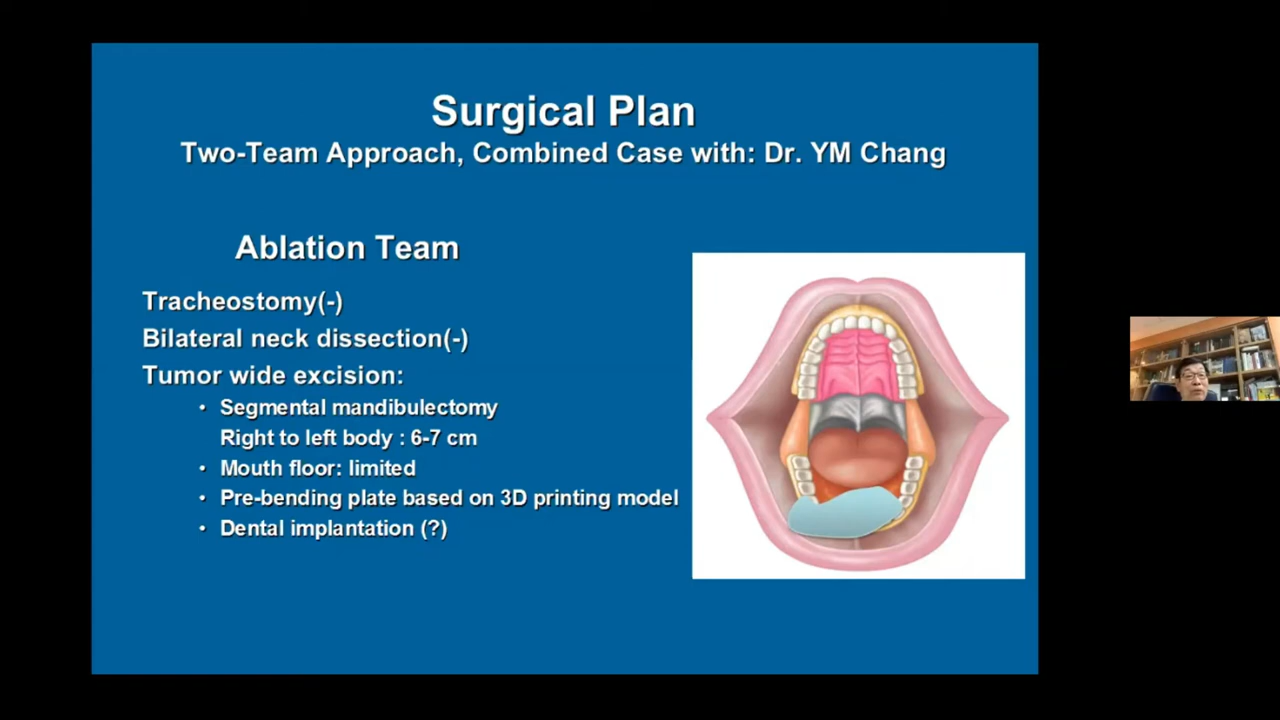 Surgical Plan
Two-Team Approach, Combined Case with: Dr. YM Chang
Ablation Team
Tracheostomy(-)
Bilateral neck dissection(-)
Tumor wide excision:
• Segmental mandibulectomy
Right to left body : 6-7 cm
• Mouth floor: limited
• Pre-bending plate based on 3D printing model
• Dental implantation (?)